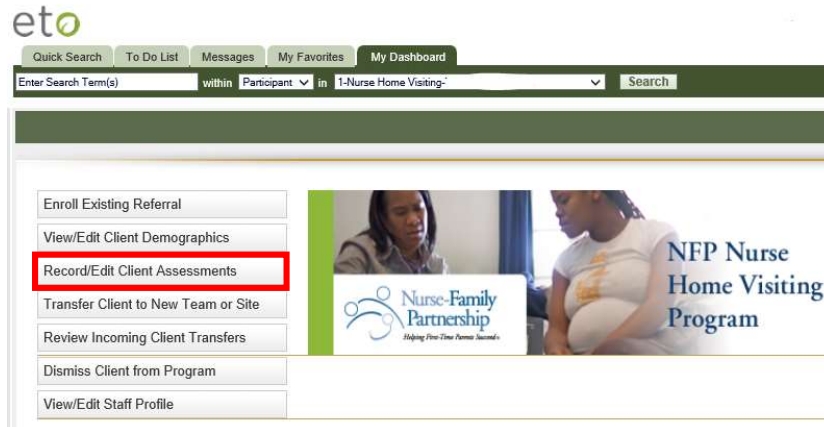 eto
Quick Search To Do List Messages My Favorites My Dashboard
Enter Search Term(s) within Participant in 1-Nurse Home Visiting- Search
Enroll Existing Referral
View/Edit Client Demographics
Record/Edit Client Assessments
Transfer Client to New Team or Site
Review Incoming Client Transfers
Dismiss Client from Program
View/Edit Staff Profile
Nurse-Family
Partnership
Helping First-Time Parents Succeed
NFP Nurse
Home Visiting
Program